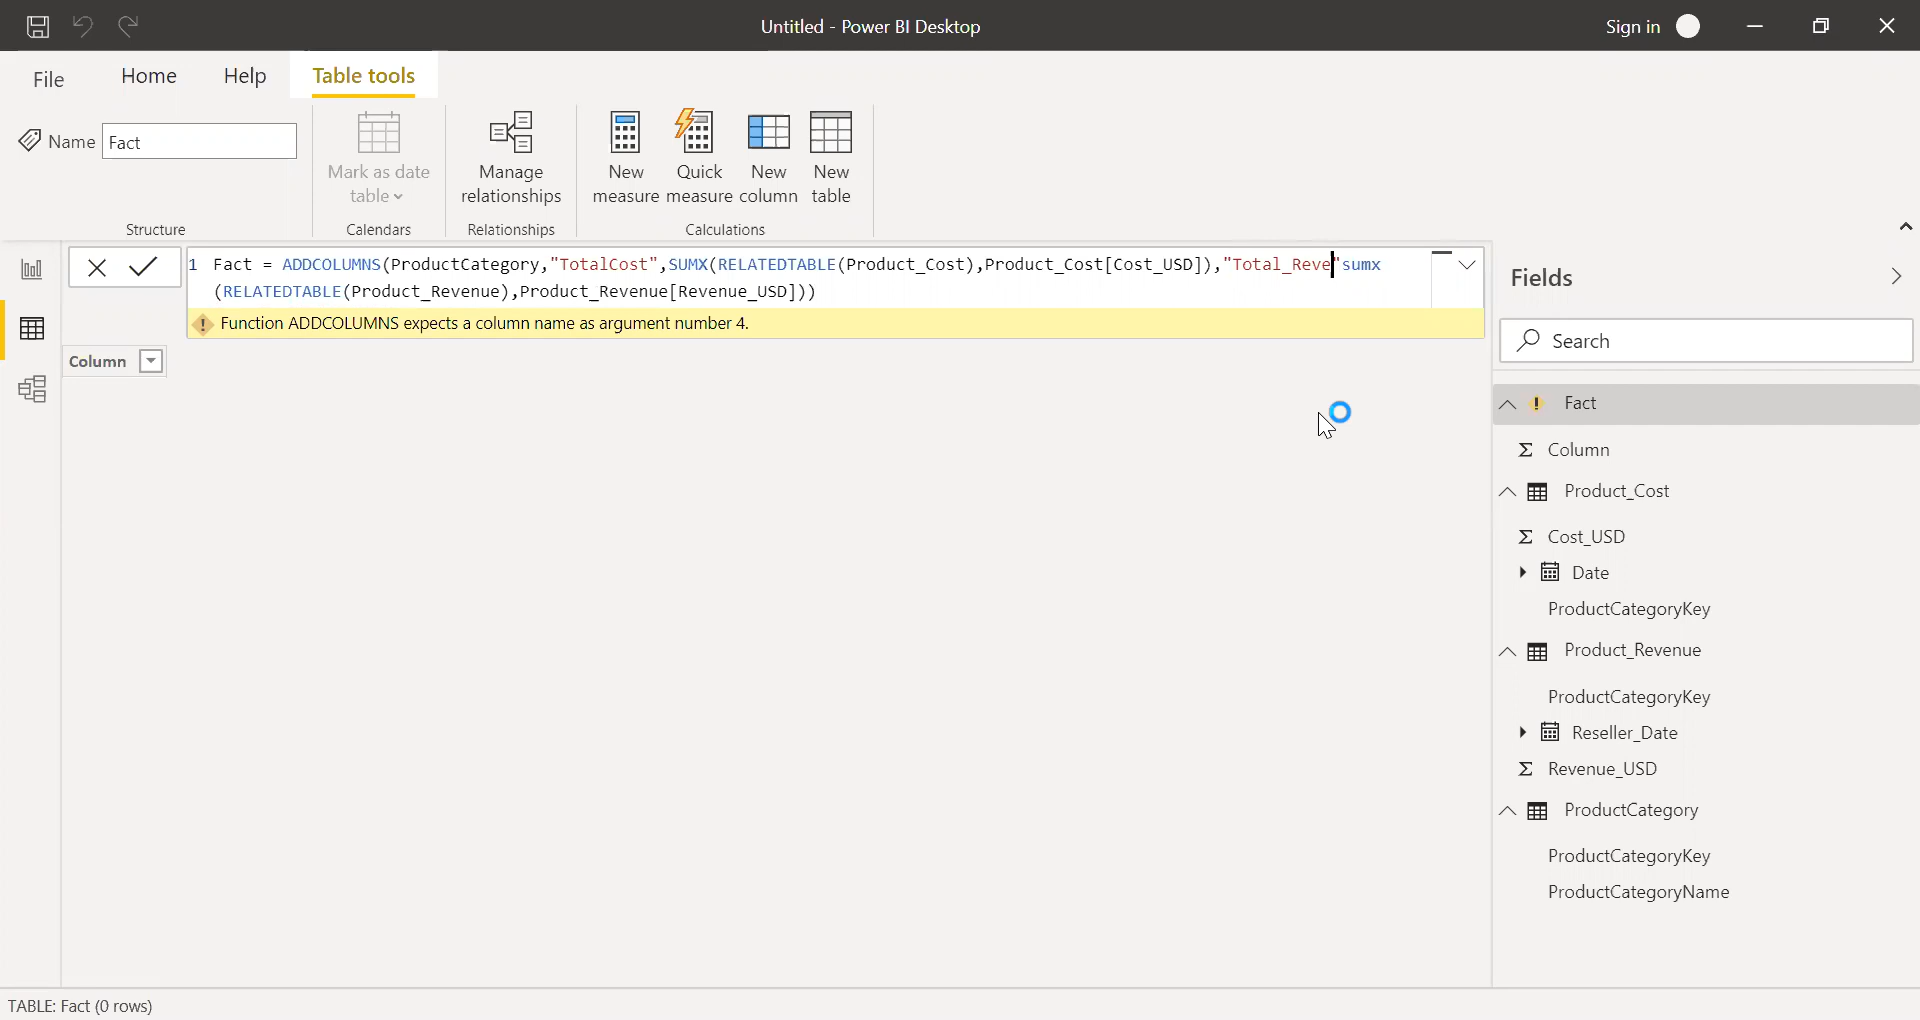 Untitled - Power BI Desktop
Sign in
File Home Help Table tools
Name Fact
Mark as date
table
Manage
relationships
New
measure
Quick
measure
New
column
New
table
Structure Calendars Relationships Calculations
1 Fact = ADDCOLUMNS(ProductCategory,"TotalCost",SUMX(RELATEDTABLE(Product_Cost),Product_Cost[Cost_USD]),"Total_Reve"sumx
(RELATEDTABLE(Product_Revenue),Product_Revenue[Revenue_USD]))
Function ADDCOLUMNS expects a column name as argument number 4.
Column
Fields
Search
Fact
Column
Product_Cost
Cost_USD
Date
ProductCategoryKey
Product_Revenue
ProductCategoryKey
Reseller_Date
Revenue_USD
ProductCategory
ProductCategoryKey
ProductCategoryName
TABLE: Fact (0 rows)